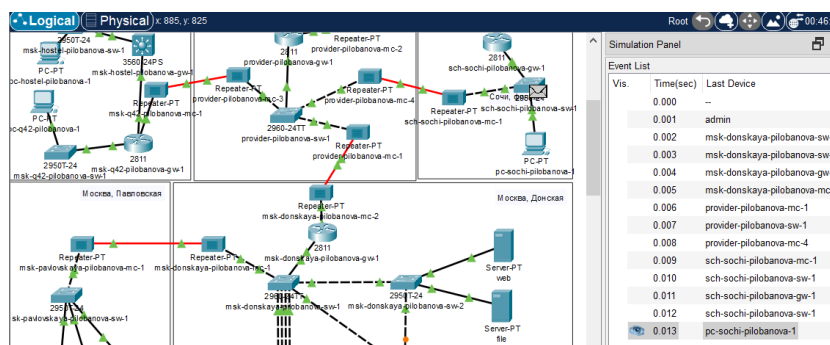 Logical
Physical
x: 885, y: 825
Root
00:46:
2950T-24
msk-hostel-pilobanova-sw-1
3560-24PS
msk-hostel-pilobanova-gw-1
PC-PT
pc-hostel-pilobanova-1
Repeater-PT
msk-q42-pilobanova-mc-1
PC-PT
pc-q42-pilobanova-1
2950T-24
msk-q42-pilobanova-sw-1
2811
msk-q42-pilobanova-gw-1
Repeater-PT
provider-pilobanova-mc-2
2811
provider-pilobanova-gw-1
Repeater-PT
provider-pilobanova-mc-3
Repeater-PT
provider-pilobanova-mc-4
2960-24TT
provider-pilobanova-sw-1
Repeater-PT
provider-pilobanova-mc-1
2811
sch-sochi-pilobanova-gw-1
Сочи,
2950T-24
sch-sochi-pilobanova-sw-1
Repeater-PT
sch-sochi-pilobanova-mc-1
PC-PT
pc-sochi-pilobanova-1
Москва, Павловская
Москва, Донская
Repeater-PT
msk-donskaya-pilobanova-mc-2
2811
msk-donskaya-pilobanova-gw-1
Repeater-PT
msk-pavlovskaya-pilobanova-mc-1
Repeater-PT
msk-donskaya-pilobanova-mc-1
2950T-24
msk-pavlovskaya-pilobanova-sw-1
2960-24TT
msk-donskaya-pilobanova-sw-1
2950T-24
msk-donskaya-pilobanova-sw-2
Server-PT
web
Server-PT
file
Simulation Panel
Event List
Vis. Time(sec) Last Device
0.000 --
0.001 admin
0.002 msk-donskaya-pilobanova-sw
0.003 msk-donskaya-pilobanova-sw
0.004 msk-donskaya-pilobanova-gw
0.005 msk-donskaya-pilobanova-mc
0.006 provider-pilobanova-mc-1
0.007 provider-pilobanova-sw-1
0.008 provider-pilobanova-mc-4
0.009 sch-sochi-pilobanova-mc-1
0.010 sch-sochi-pilobanova-sw-1
0.011 sch-sochi-pilobanova-gw-1
0.012 sch-sochi-pilobanova-sw-1
0.013 pc-sochi-pilobanova-1